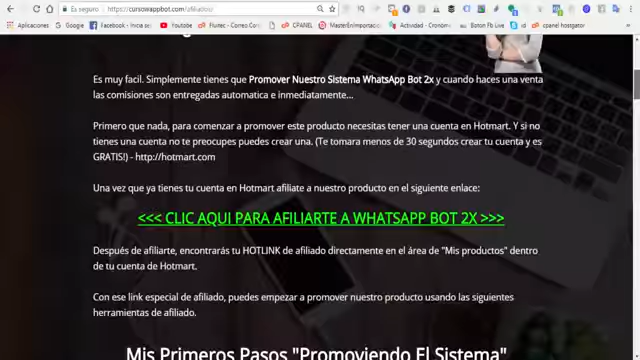 Es seguro https://cursowappbot.com/afiliados/
Aplicaciones Google Facebook Facebook - Inicia ses Youtube Fluirec - Correo Corr CPANEL MasterEnImportacio Actividad - Cronóme Boton Fb Live cpanel hostgator
Es muy facil. Simplemente tienes que Promover Nuestro Sistema WhatsApp Bot 2x y cuando haces una venta
las comisiones son entregadas automatica e inmediatamente...
Primero que nada, para comenzar a promover este producto necesitas tener una cuenta en Hotmart. Y si no
tienes una cuenta no te preocupes puedes crear una. (Te tomara menos de 30 segundos crear tu cuenta y es
GRATIS!) - http://hotmart.com
Una vez que ya tienes tu cuenta en Hotmart afiliate a nuestro producto en el siguiente enlace:
<<< CLIC AQUI PARA AFILIARTE A WHATSAPP BOT 2X >>>
Después de afiliarte, encontrarás tu HOTLINK de afiliado directamente en el área de "Mis productos" dentro
de tu cuenta de Hotmart.
Con ese link especial de afiliado, puedes empezar a promover nuestro producto usando las siguientes
herramientas de afiliado.
Mis Primeros Pasos "Promoviendo El Sistema"